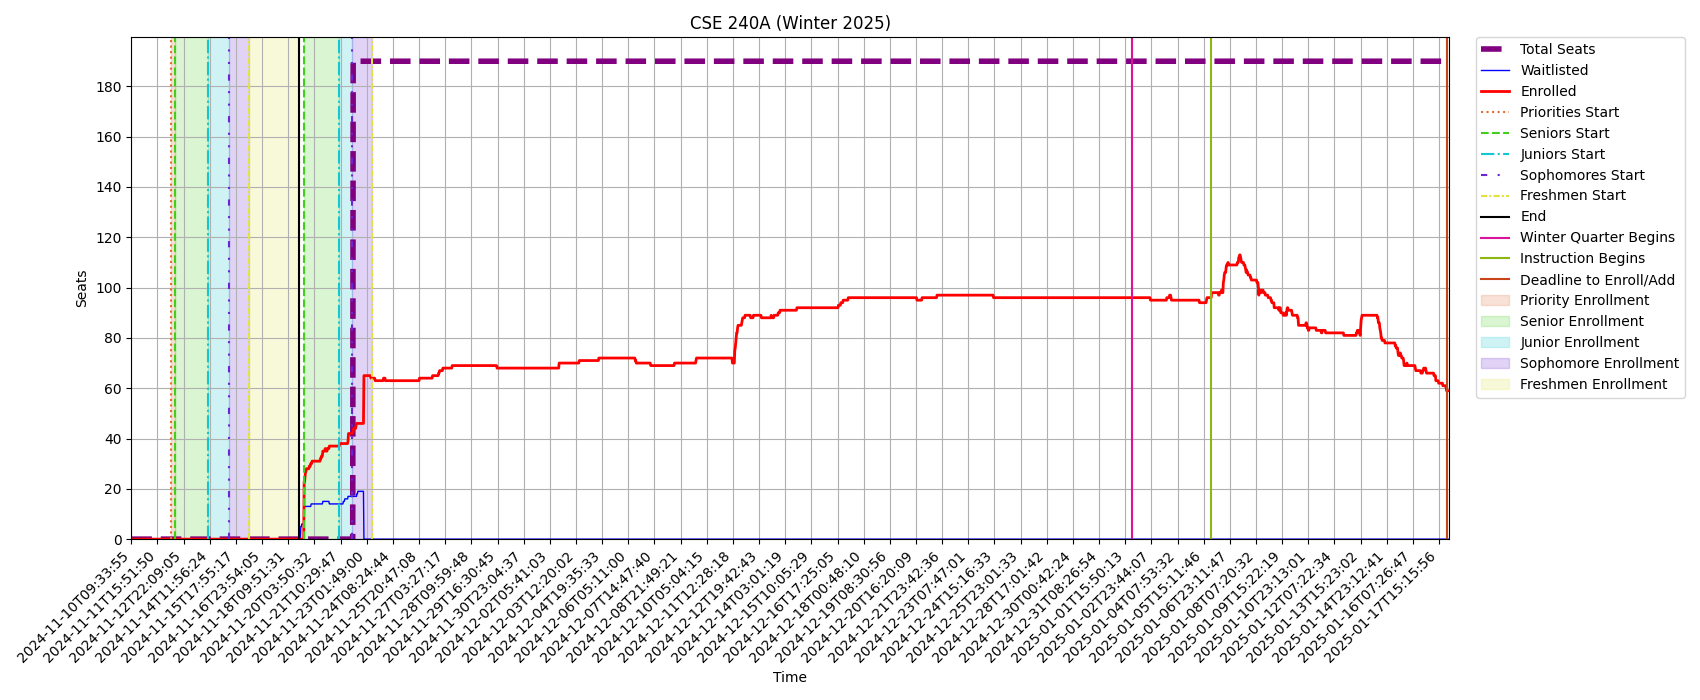 CSE 240A (Winter 2025)
Seats
180
160
140
120
100
80
60
40
20
0
2024-11-10T09:33:55
2024-11-11T15:51:50
2024-11-12T22:09:05
2024-11-14T11:56:24
2024-11-15T17:55:17
2024-11-16T23:54:05
2024-11-18T09:51:31
2024-11-20T03:50:32
2024-11-21T10:29:47
2024-11-23T01:49:00
2024-11-24T08:24:44
2024-11-25T20:47:08
2024-11-27T03:27:17
2024-11-28T09:59:48
2024-11-29T16:30:45
2024-11-30T23:04:37
2024-12-02T05:41:03
2024-12-03T12:20:02
2024-12-04T19:35:33
2024-12-06T05:11:00
2024-12-07T14:47:40
2024-12-08T21:49:21
2024-12-10T05:04:15
2024-12-11T12:28:18
2024-12-12T19:42:43
2024-12-14T03:01:19
2024-12-15T10:05:29
2024-12-16T17:25:05
2024-12-18T00:48:10
2024-12-19T08:30:56
2024-12-20T16:20:09
2024-12-21T23:42:36
2024-12-23T07:47:01
2024-12-24T15:16:33
2024-12-25T23:01:33
2024-12-28T17:01:42
2024-12-30T00:42:24
2024-12-31T08:26:54
2025-01-01T15:50:13
2025-01-02T23:44:07
2025-01-04T07:53:32
2025-01-05T15:11:46
2025-01-06T23:11:47
2025-01-08T07:20:32
2025-01-09T15:22:19
2025-01-10T23:13:01
2025-01-12T07:22:34
2025-01-13T15:23:02
2025-01-14T23:12:41
2025-01-16T07:26:47
2025-01-17T15:15:56
Time
Total Seats
Waitlisted
Enrolled
Priorities Start
Seniors Start
Juniors Start
Sophomores Start
Freshmen Start
End
Winter Quarter Begins
Instruction Begins
Deadline to Enroll/Add
Priority Enrollment
Senior Enrollment
Junior Enrollment
Sophomore Enrollment
Freshmen Enrollment